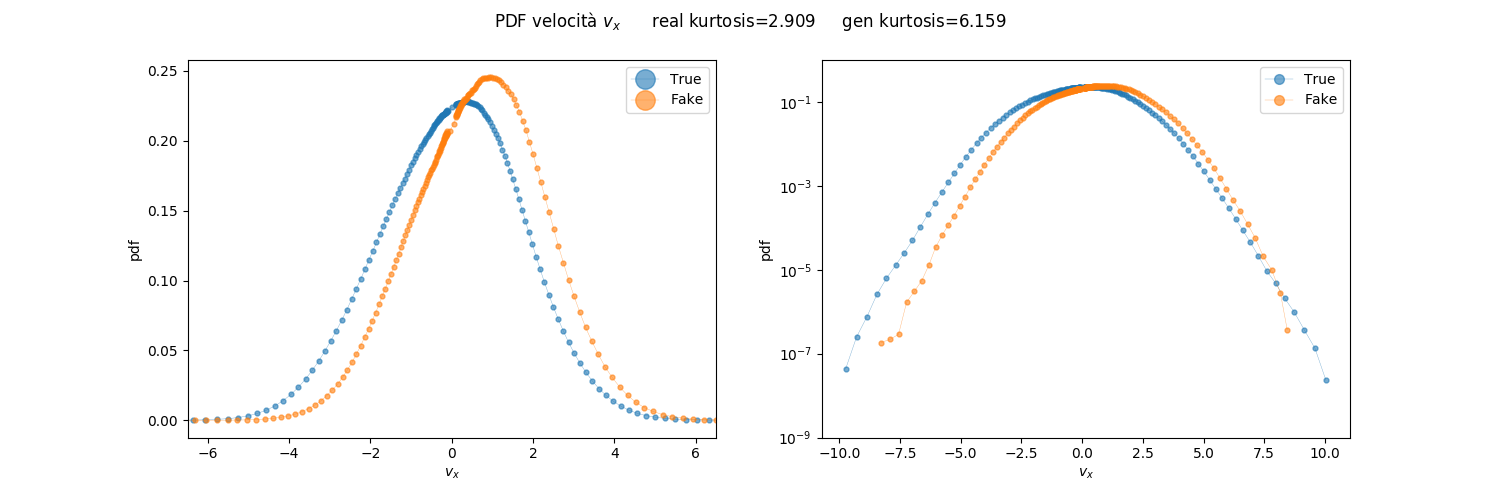 PDF velocità v_x real kurtosis=2.909 gen kurtosis=6.159
0.25
0.20
0.15
0.10
0.05
0.00
pdf
−6 −4 −2 0 2 4 6
v_x
True
Fake
10^{-1}
10^{-3}
10^{-5}
10^{-7}
10^{-9}
pdf
−10.0 −7.5 −5.0 −2.5 0.0 2.5 5.0 7.5 10.0
v_x
True
Fake